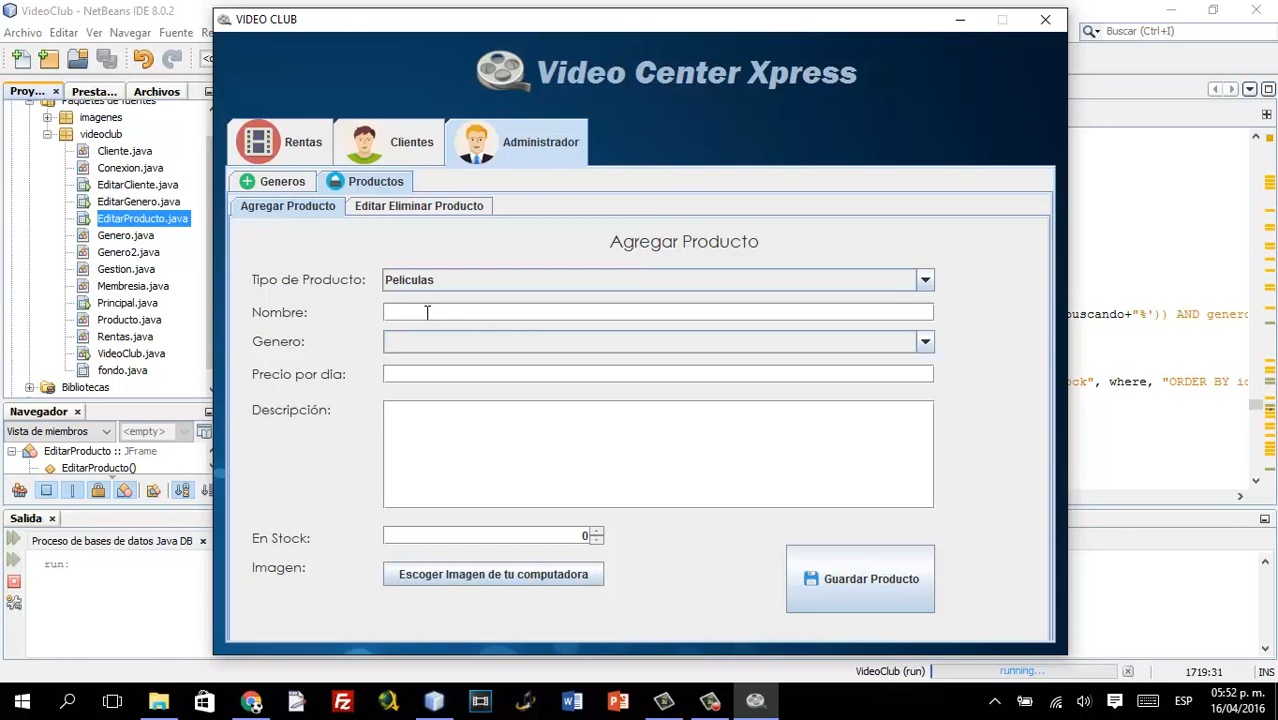 VideoClub - NetBeans IDE 8.0.2
VIDEO CLUB
Archivo Editar Ver Navegar Fuente Re
Buscar (Ctrl+I)
Video Center Xpress
Proy... Presta... Archivos
Paquetes de fuentes
imagenes
videoclub
Cliente.java
Conexion.java
EditarCliente.java
EditarGenero.java
EditarProducto.java
Genero.java
Genero2.java
Gestion.java
Membresia.java
Principal.java
Producto.java
Rentas.java
VideoClub.java
fondo.java
Bibliotecas
Navegador
Vista de miembros <empty>
EditarProducto :: JFrame
EditarProducto()
Rentas Clientes Administrador
Generos Productos
Agregar Producto Editar Eliminar Producto
Agregar Producto
Tipo de Producto: Peliculas
Nombre:
Genero:
Precio por dia:
Descripción:
En Stock: 0
Imagen: Escoger Imagen de tu computadora
Guardar Producto
buscando+"%')) AND genero
ock", where, "ORDER BY id
Salida
Proceso de bases de datos Java DB
run:
VideoClub (run) running... 1719:31 INS
ESP
05:52 p. m.
16/04/2016